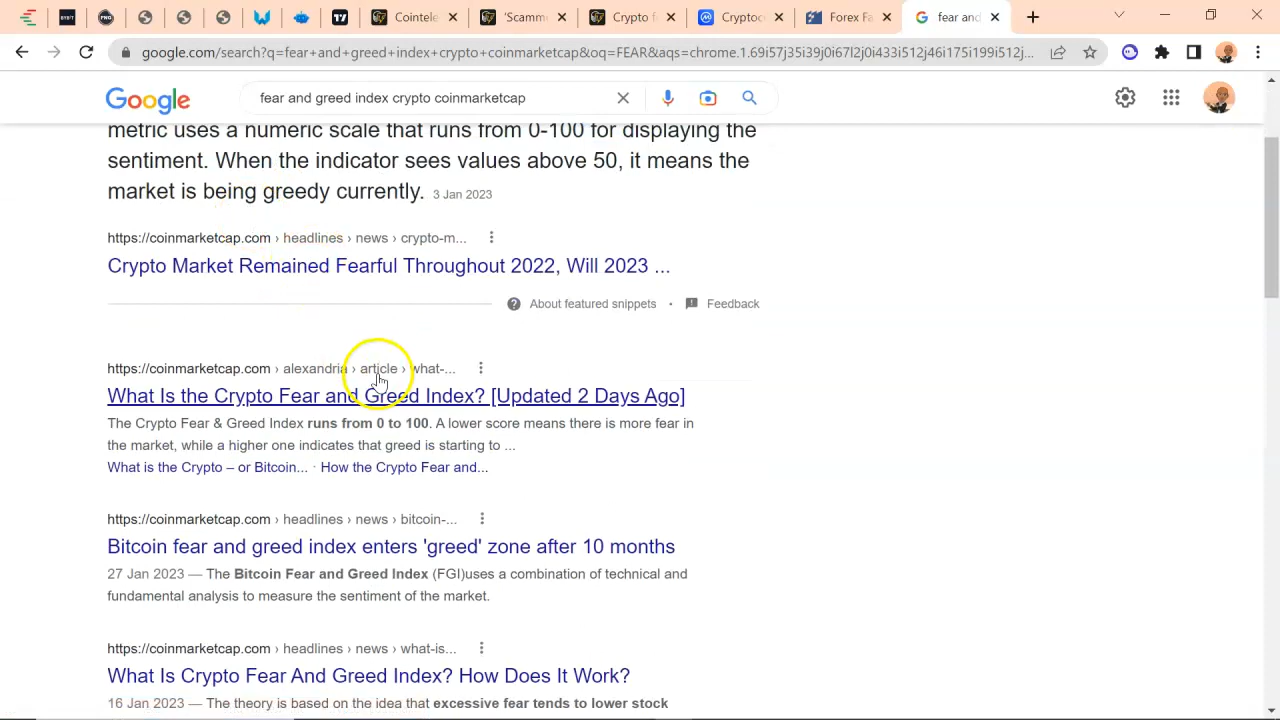 BYBIT
17
Cointele
'Scamm
Crypto f
Cryptoc
Forex Fa
fear and
google.com/search?q=fear+and+greed+index+crypto+coinmarketcap&oq=FEAR&aqs=chrome.1.69i57j35i39j0i67l2j0i433i512j46i175i199i512j...
Google
fear and greed index crypto coinmarketcap
metric uses a numeric scale that runs from 0-100 for displaying the
sentiment. When the indicator sees values above 50, it means the
market is being greedy currently. 3 Jan 2023
https://coinmarketcap.com › headlines › news › crypto-m...
Crypto Market Remained Fearful Throughout 2022, Will 2023 ...
About featured snippets • Feedback
https://coinmarketcap.com › alexandria › article › what-...
What Is the Crypto Fear and Greed Index? [Updated 2 Days Ago]
The Crypto Fear & Greed Index runs from 0 to 100. A lower score means there is more fear in
the market, while a higher one indicates that greed is starting to ...
What is the Crypto – or Bitcoin... · How the Crypto Fear and...
https://coinmarketcap.com › headlines › news › bitcoin-...
Bitcoin fear and greed index enters 'greed' zone after 10 months
27 Jan 2023 — The Bitcoin Fear and Greed Index (FGI)uses a combination of technical and
fundamental analysis to measure the sentiment of the market.
https://coinmarketcap.com › headlines › news › what-is...
What Is Crypto Fear And Greed Index? How Does It Work?
16 Jan 2023 — The theory is based on the idea that excessive fear tends to lower stock